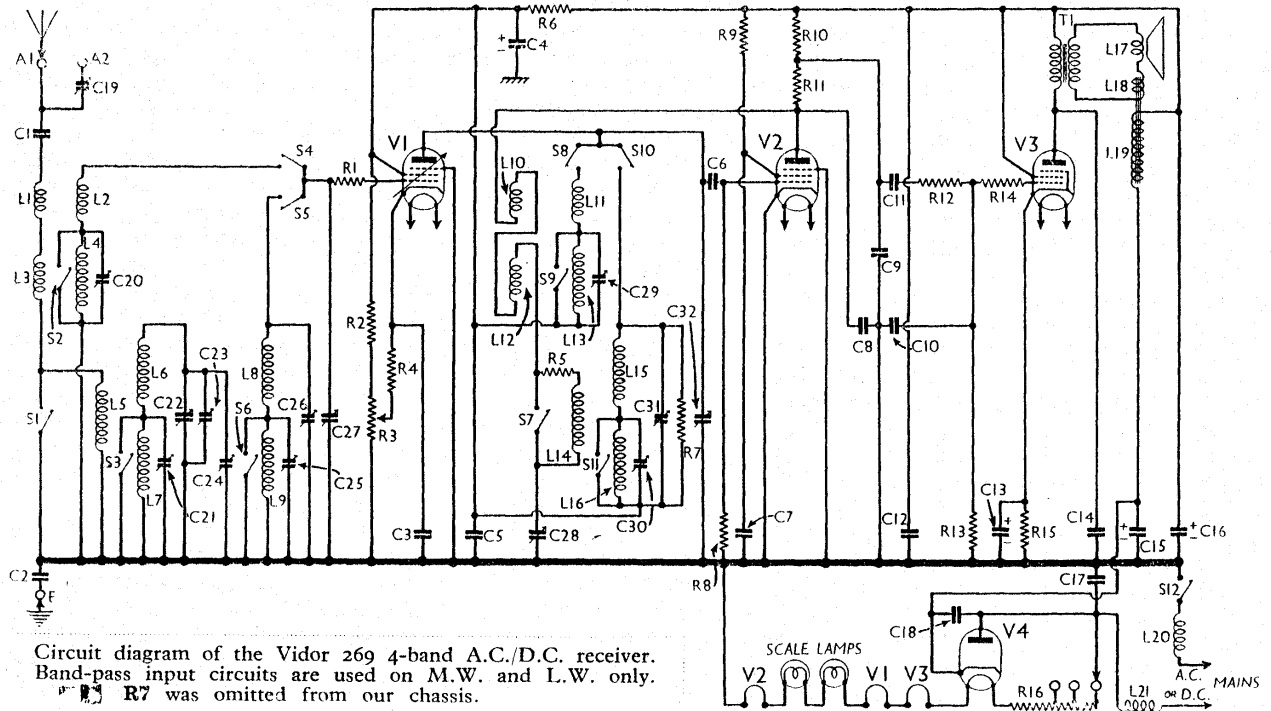 R6
R9
R10
T1
L17
C4
A1
A2
C19
R11
L18
C1
V1
S8
S10
V2
V3
L19
S4
R1
L10
C6
L1
L2
S5
L11
C11
R12
R14
L4
L3
C20
S9
C29
C9
S2
R2
L12
L13
C32
C8
C10
L6
C23
L8
R4
R5
L15
S1
L5
C22
S6
C26
C27
R3
S7
C31
R7
S3
L7
C24
L9
C25
L14
S11
L16
C21
C30
C13
C3
C5
C28
C7
C12
R13
R15
C14
C15
C16
C2
E
R8
C17
S12
C18
V4
L20
SCALE LAMPS
V2
V1
V3
R16
L21
A.C.
OR D.C.
MAINS
Circuit diagram of the Vidor 269 4-band A.C./D.C. receiver.
Band-pass input circuits are used on M.W. and L.W. only.
R7 was omitted from our chassis.